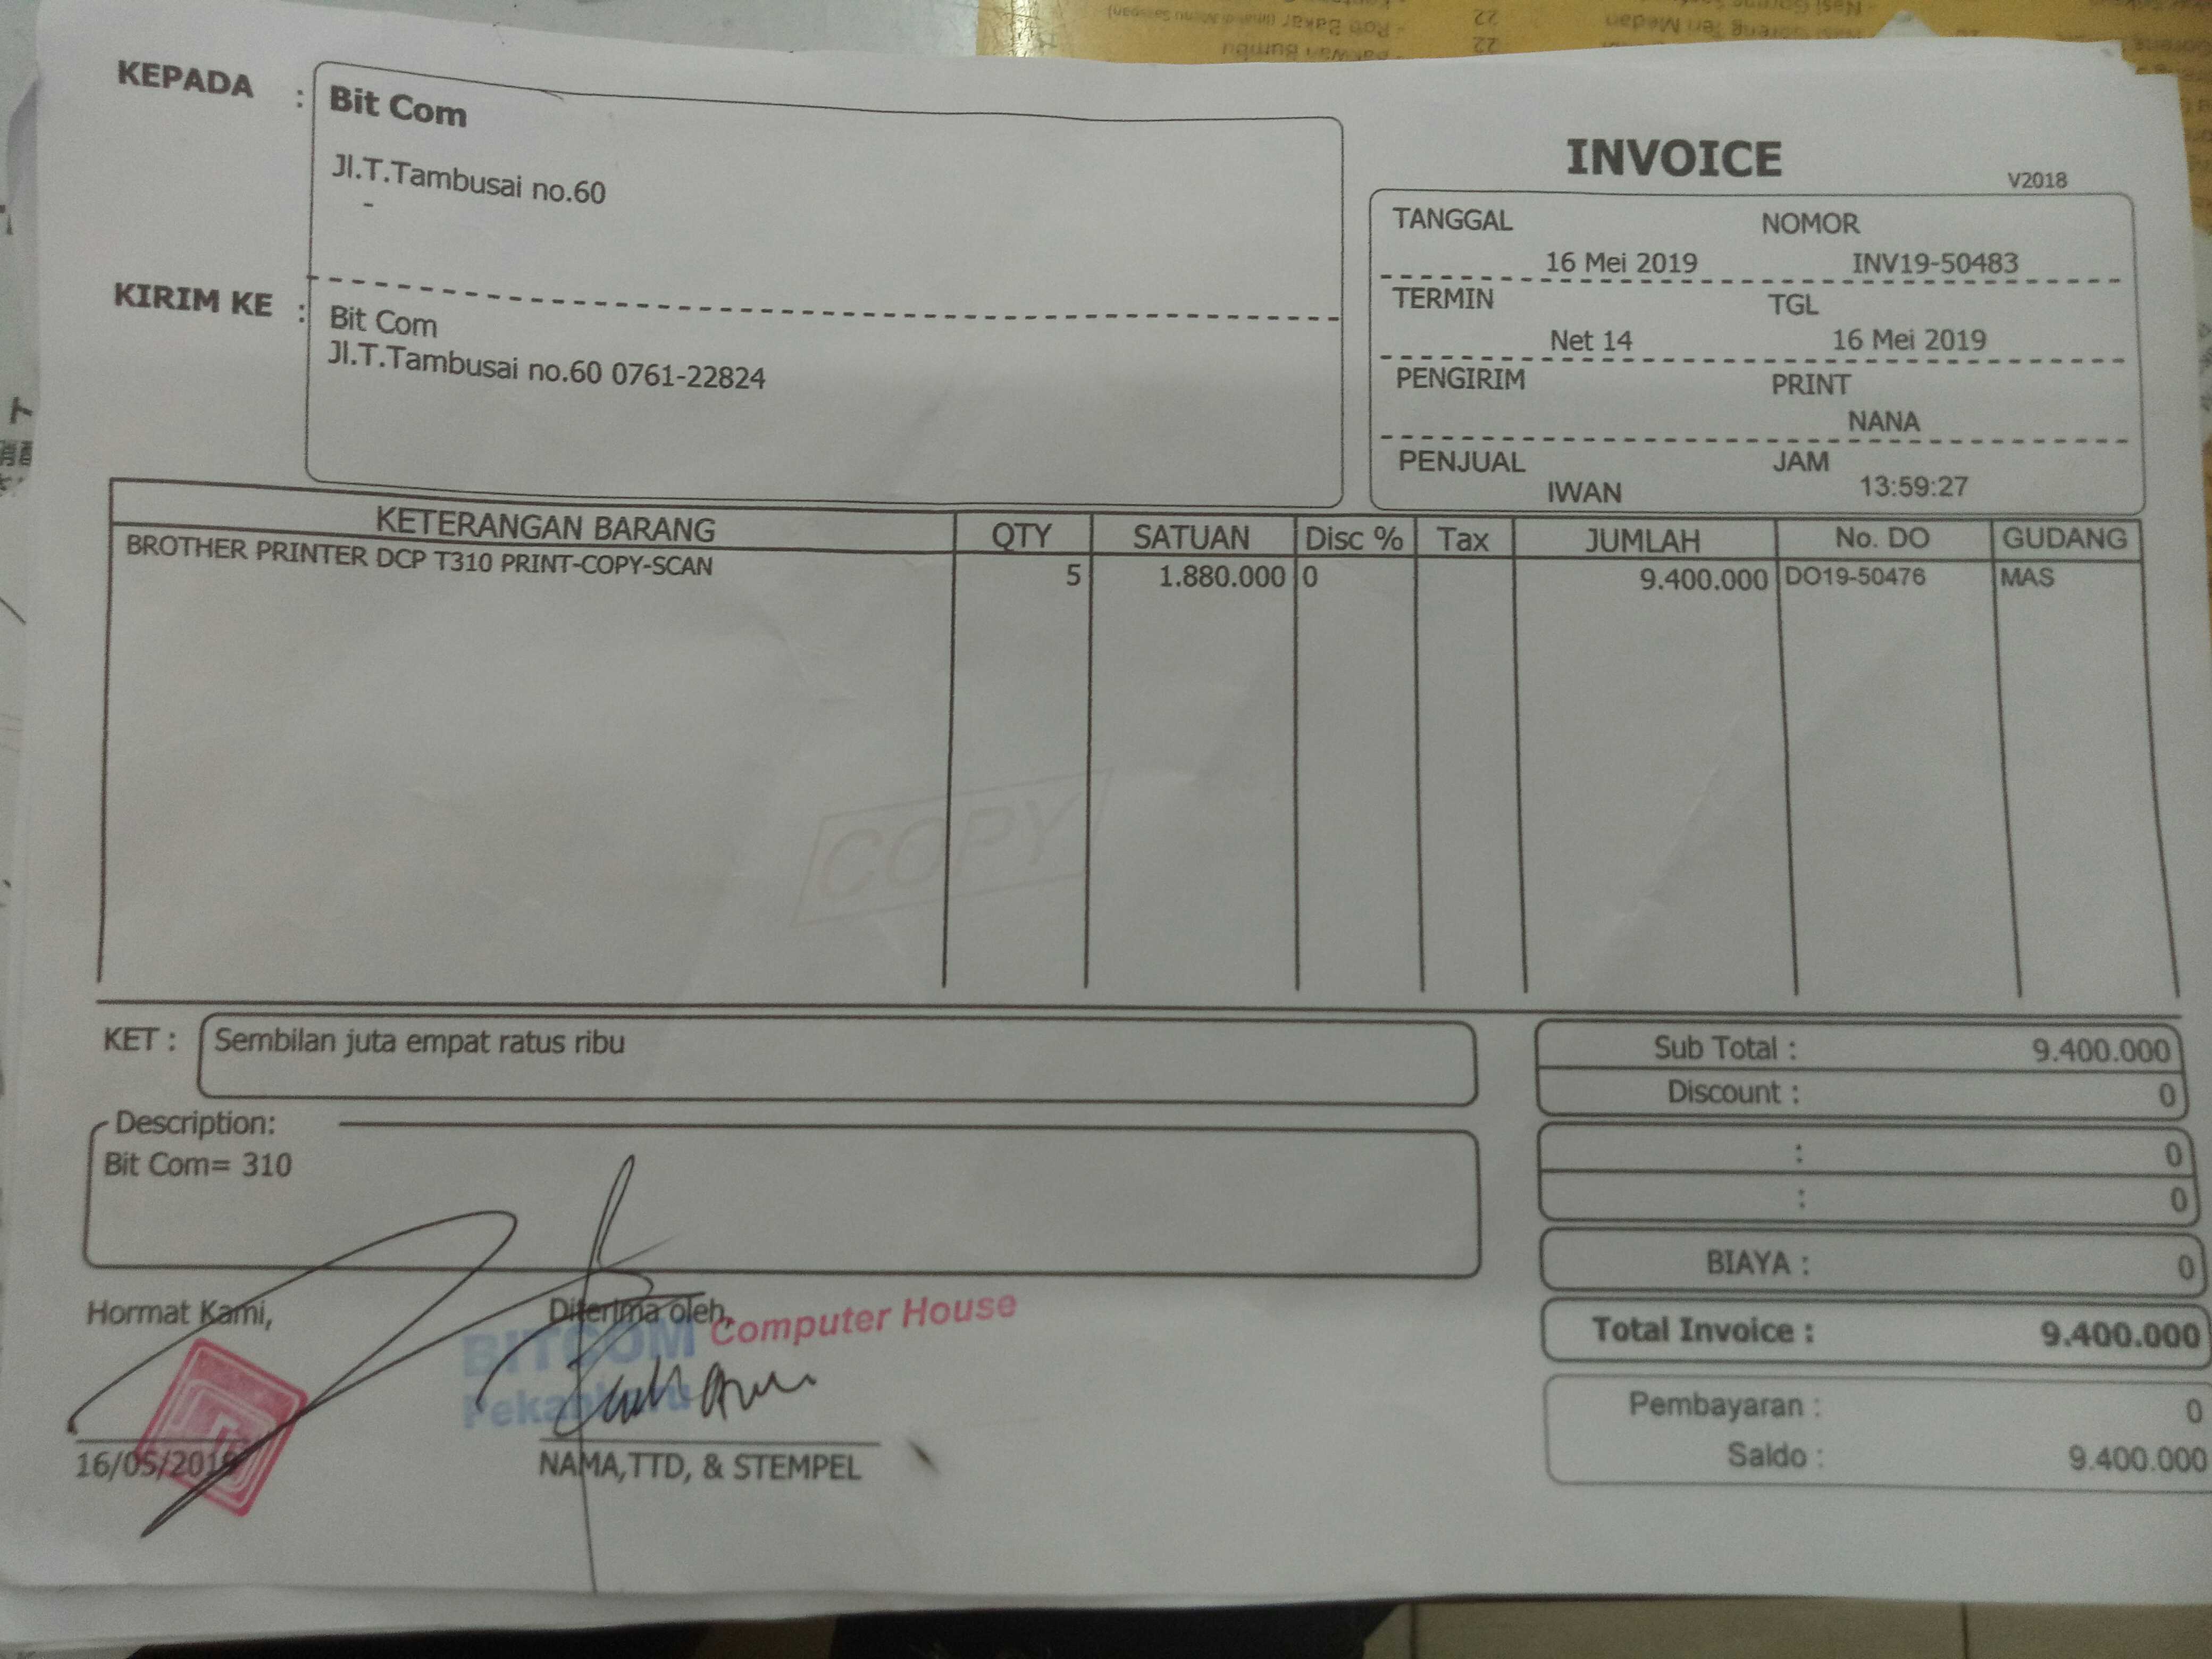 KEPADA :
Bit Com
Jl.T.Tambusai no.60
-
KIRIM KE :
Bit Com
Jl.T.Tambusai no.60 0761-22824
INVOICE
V2018
TANGGAL NOMOR
16 Mei 2019 INV19-50483
TERMIN TGL
Net 14 16 Mei 2019
PENGIRIM PRINT
NANA
PENJUAL JAM
IWAN 13:59:27
KETERANGAN BARANG QTY SATUAN Disc % Tax JUMLAH No. DO GUDANG
BROTHER PRINTER DCP T310 PRINT-COPY-SCAN 5 1.880.000 0 9.400.000 DO19-50476 MAS
COPY
KET : Sembilan juta empat ratus ribu
Description:
Bit Com= 310
Sub Total : 9.400.000
Discount : 0
: 0
: 0
BIAYA : 0
Total Invoice : 9.400.000
Pembayaran : 0
Saldo : 9.400.000
Hormat Kami,
16/05/2019
Diterima oleh,
BITCOM Computer House
Pekanbaru
NAMA,TTD, & STEMPEL